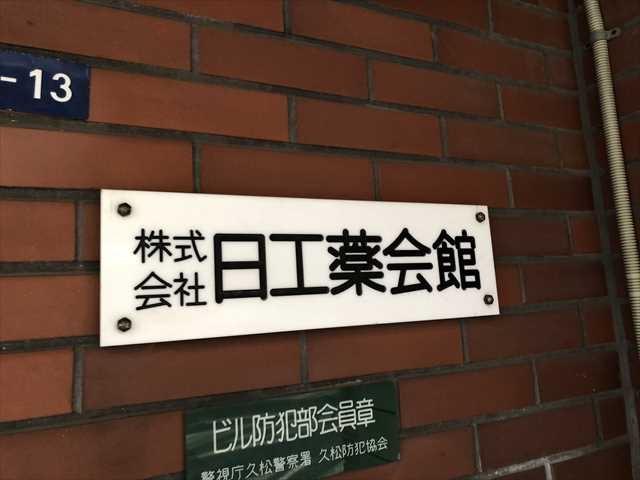 -13
株式
会社
日工薬会館
ビル防犯部会員章
警視庁久松警察署 久松防犯協会